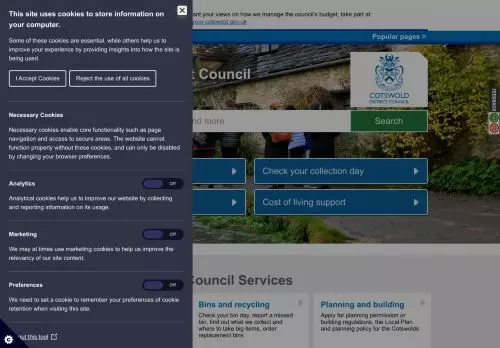 This site uses cookies to store information on
your computer.
Some of these cookies are essential, while others help us to
improve your experience by providing insights into how the site is
being used.
I Accept Cookies
Reject the use of all cookies
Necessary Cookies
Necessary cookies enable core functionality such as page
navigation and access to secure areas. The website cannot
function properly without these cookies, and can only be disabled
by changing your browser preferences.
Analytics
Off
Analytical cookies help us to improve our website by collecting
and reporting information on its usage.
Marketing
Off
We may at times use marketing cookies to help us improve the
relevancy of our site content.
Preferences
Off
We need to set a cookie to remember your preferences of cookie
retention when visiting this site.
about this tool
ant your views on how we manage the council's budget, take part at:
your.cotswold.gov.uk
Popular pages >
t Council
COTSWOLD
DISTRICT COUNCIL
nd more
Search
Check your collection day
Cost of living support
Council Services
Bins and recycling
Check your bin day, report a missed
bin, find out what we collect and
where to take big items, order
replacement bins
Planning and building
Apply for planning permission or
building regulations, the Local Plan
and planning policy for the Cotswolds